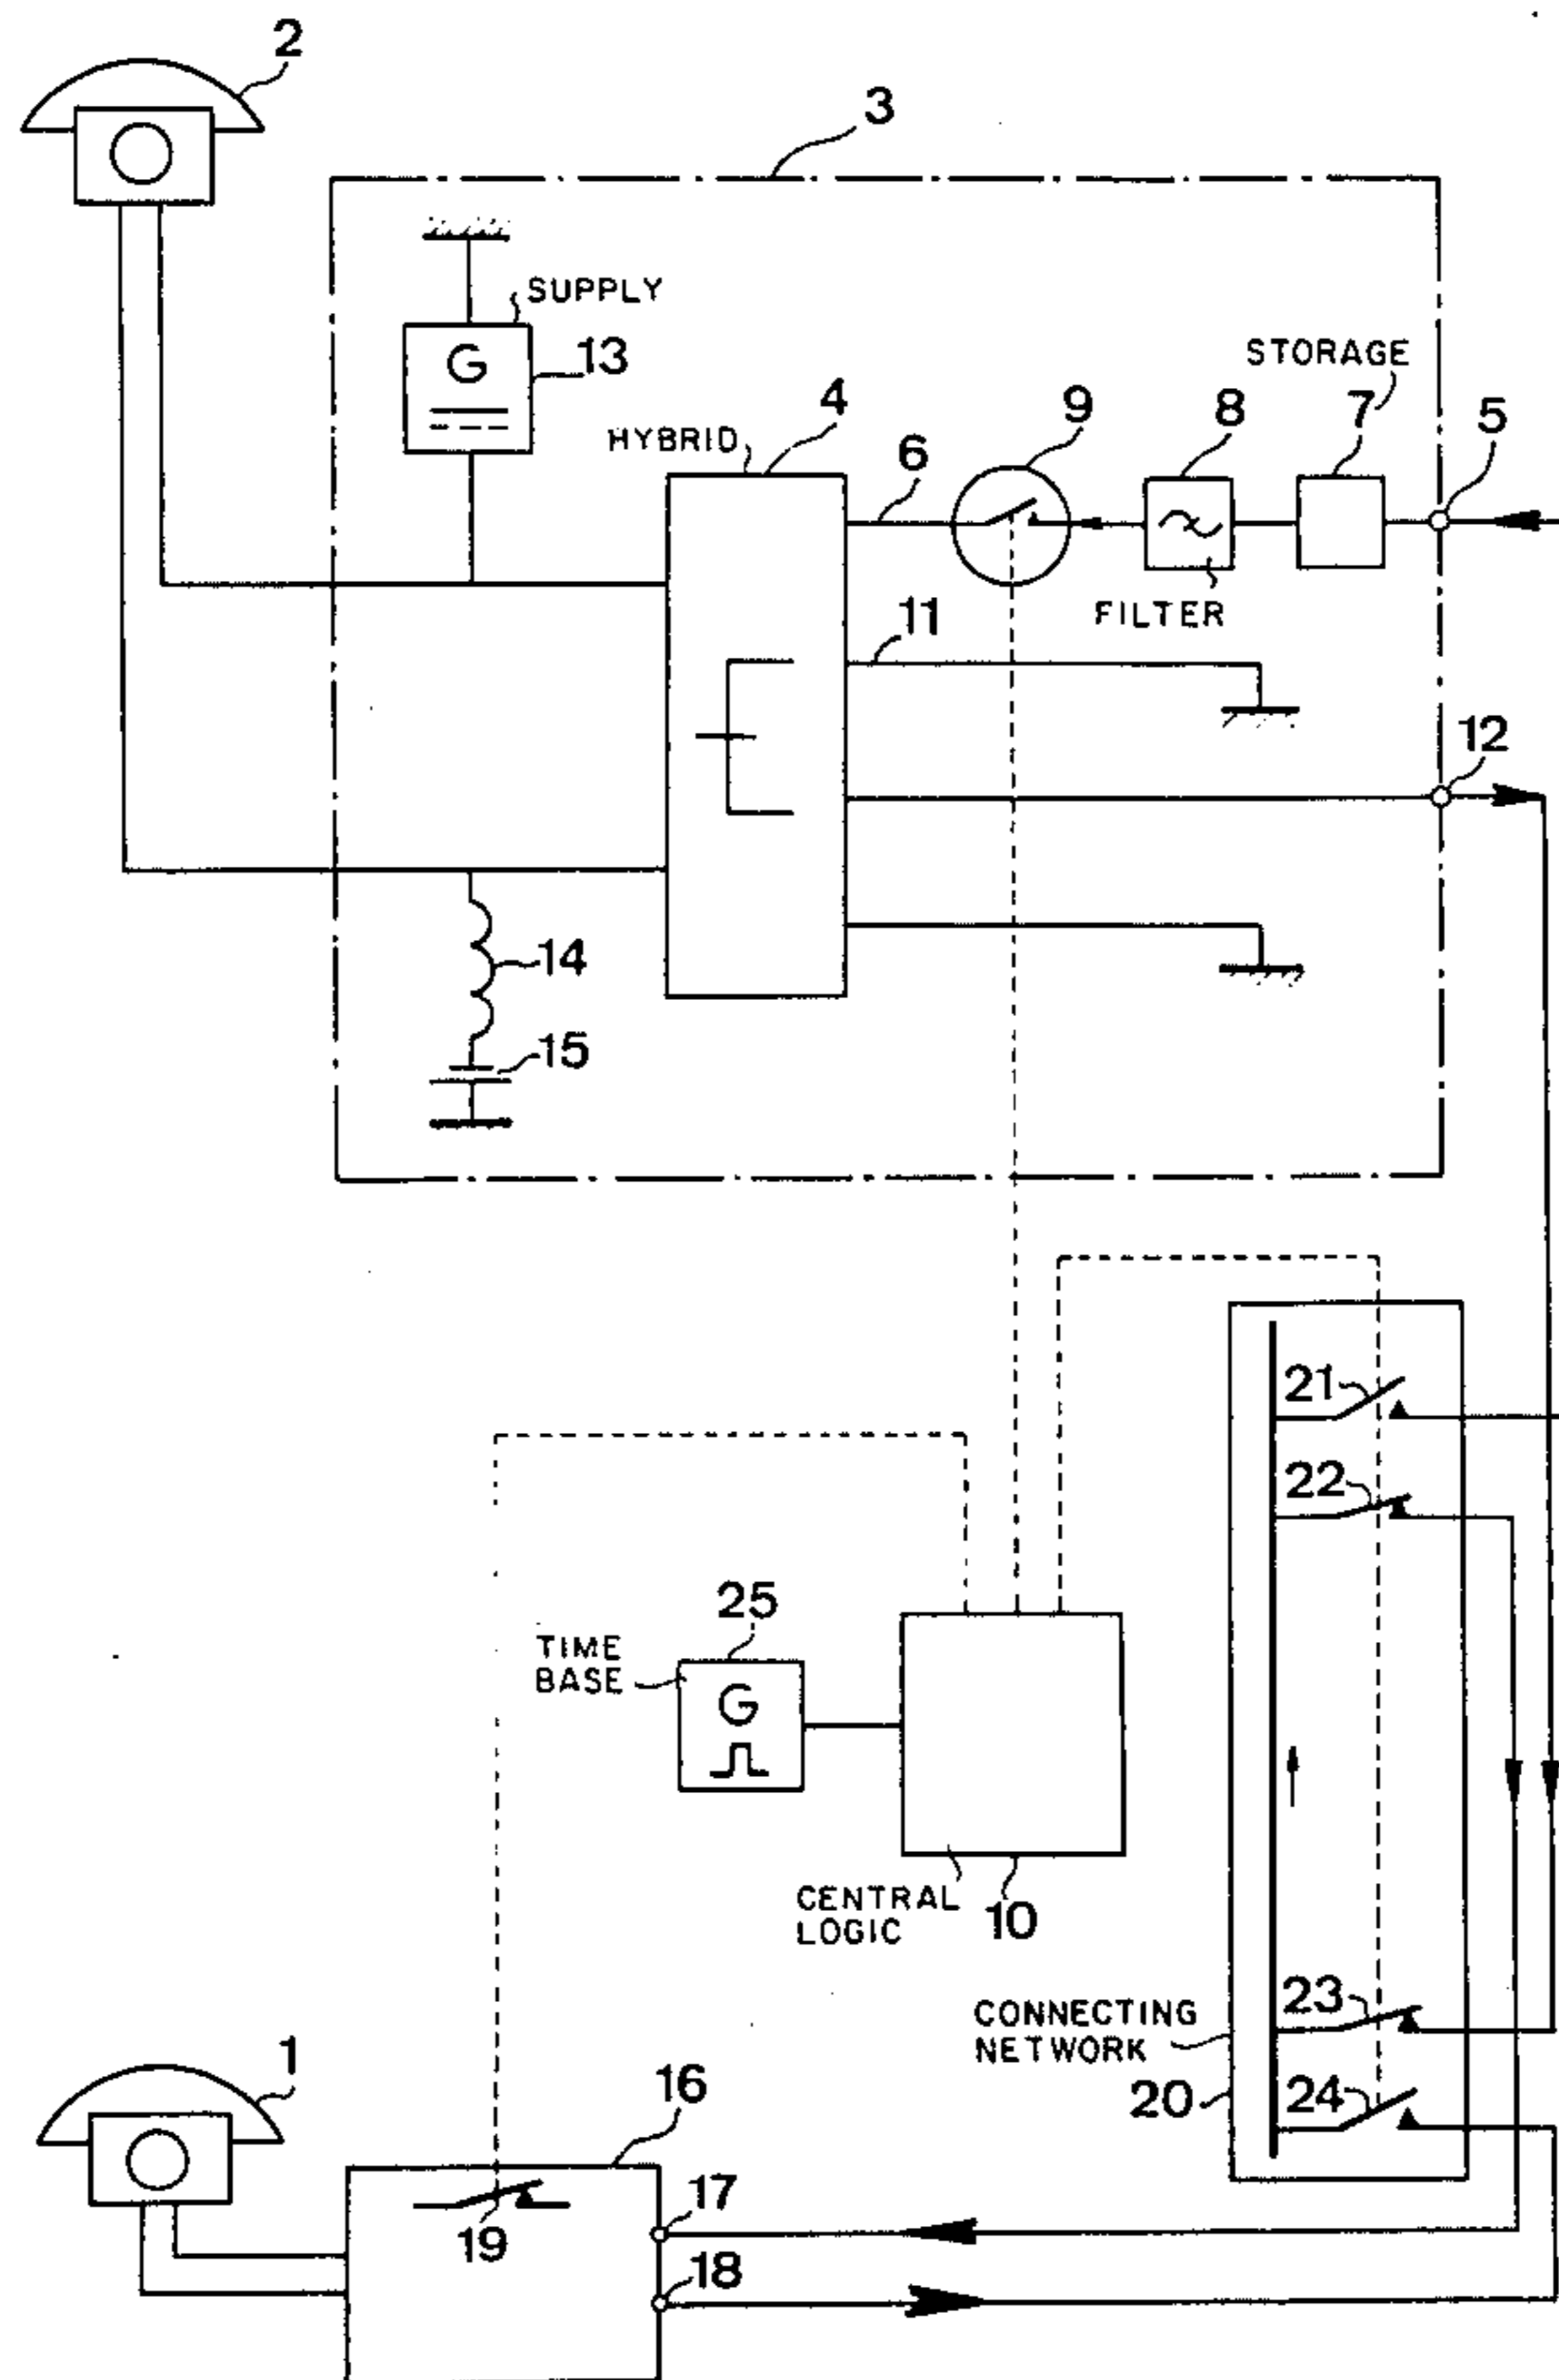 2
3
SUPPLY
G
13
STORAGE
HYBRID
4
9
8
7
5
6
FILTER
11
12
14
15
21
22
25
TIME
BASE
G
CENTRAL
LOGIC
10
CONNECTING
NETWORK
23
20
24
1
16
17
19
18